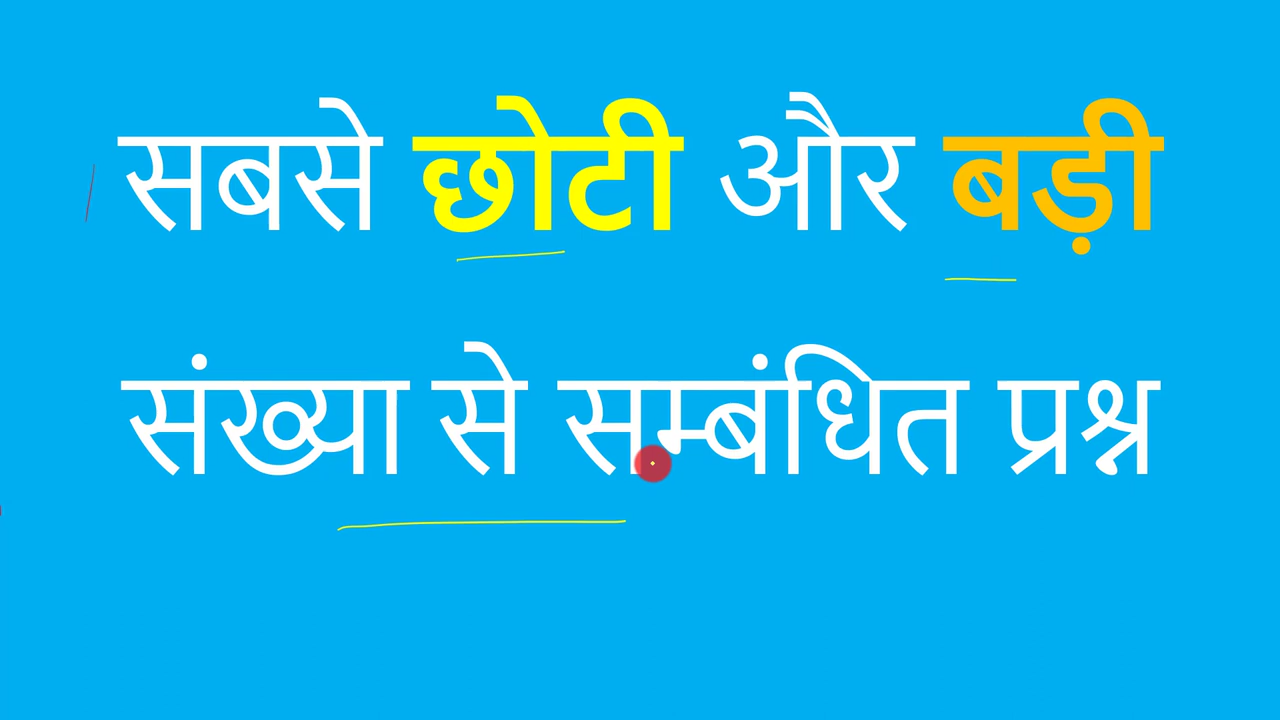 सबसे छोटी और बड़ी
संख्या से सम्बंधित प्रश्न